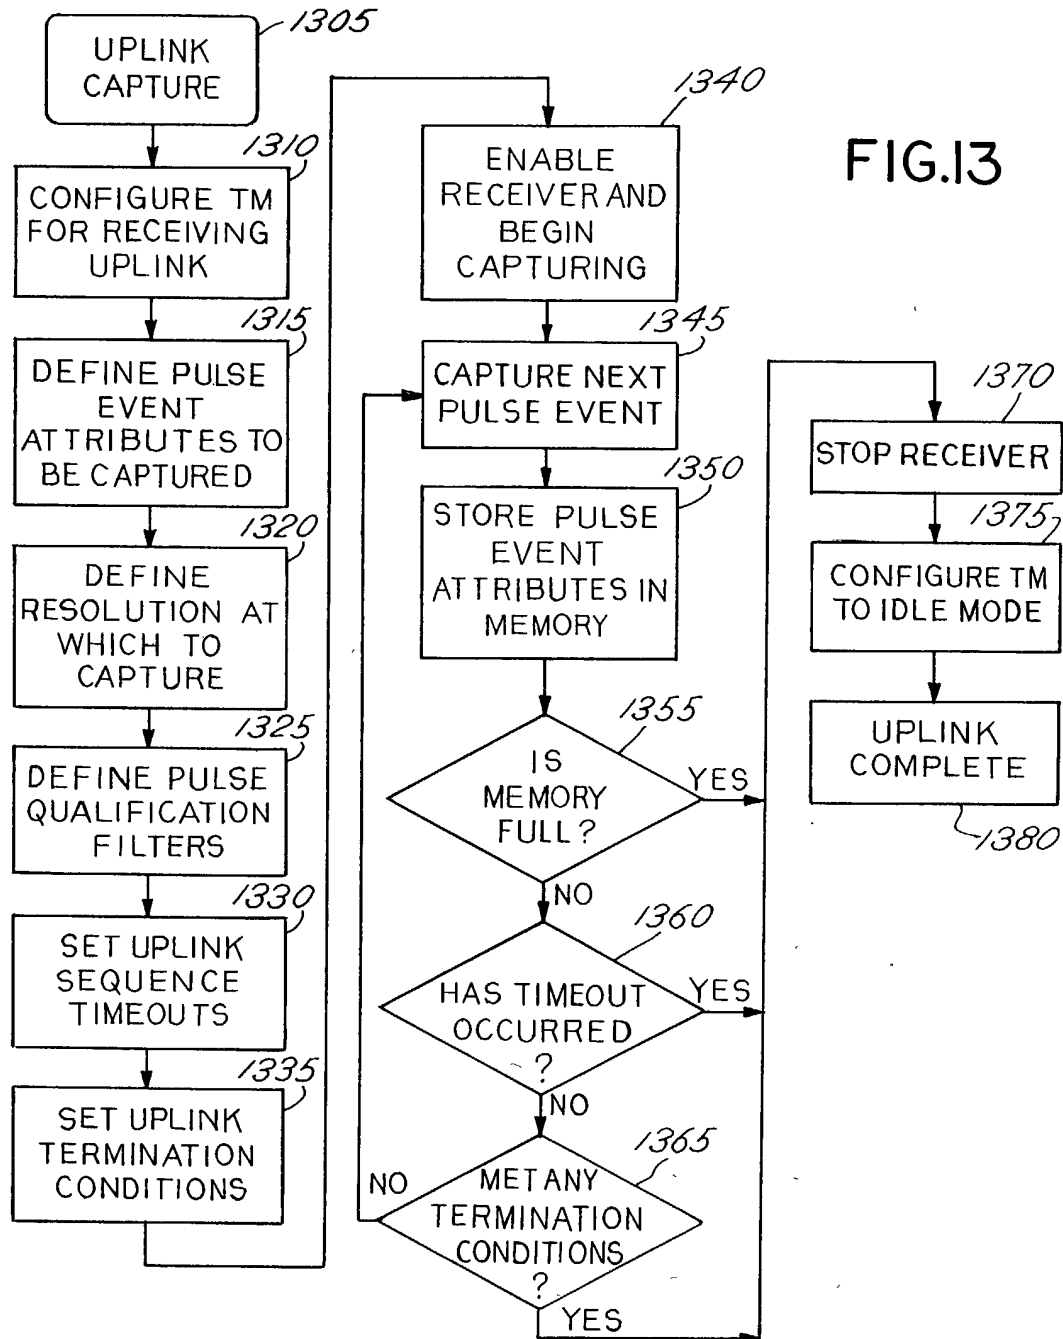 1305
UPLINK
CAPTURE
1310
CONFIGURE TM
FOR RECEIVING
UPLINK
1315
DEFINE PULSE
EVENT
ATTRIBUTES TO
BE CAPTURED
1320
DEFINE
RESOLUTION AT
WHICH TO
CAPTURE
1325
DEFINE PULSE
QUALIFICATION
FILTERS
1330
SET UPLINK
SEQUENCE
TIMEOUTS
1335
SET UPLINK
TERMINATION
CONDITIONS
1340
ENABLE
RECEIVER AND
BEGIN
CAPTURING
1345
CAPTURE NEXT
PULSE EVENT
1350
STORE PULSE
EVENT
ATTRIBUTES IN
MEMORY
1355
IS
MEMORY
FULL?
YES
NO
1360
HAS TIMEOUT
OCCURRED
?
YES
NO
1365
MET ANY
TERMINATION
CONDITIONS
?
NO
YES
FIG.13
1370
STOP RECEIVER
1375
CONFIGURE TM
TO IDLE MODE
UPLINK
COMPLETE
1380